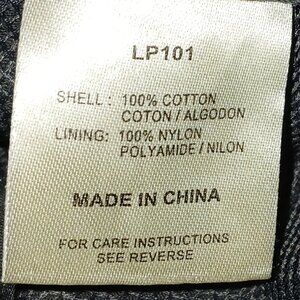 LP101
SHELL : 100% COTTON
COTON / ALGODON
LINING: 100% NYLON
POLYAMIDE / NILON
MADE IN CHINA
FOR CARE INSTRUCTIONS
SEE REVERSE